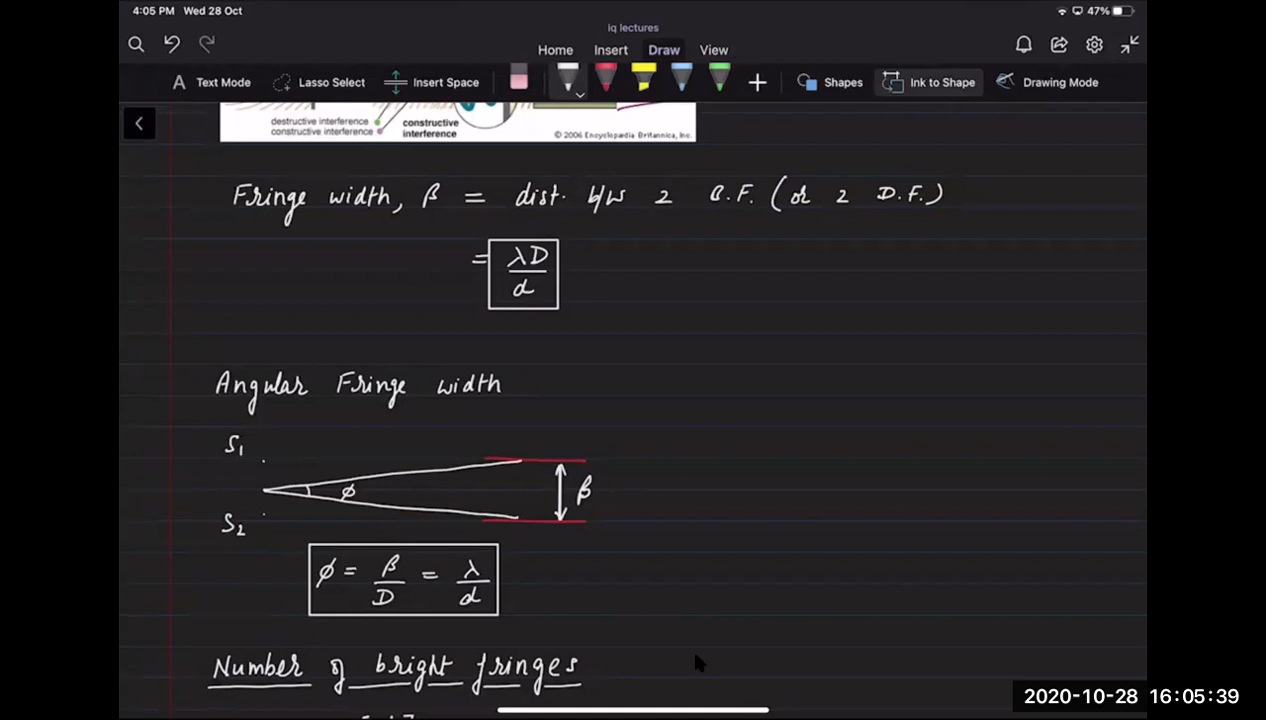 4:05 PM Wed 28 Oct
47%
iq lectures
Home Insert Draw View
Text Mode Lasso Select Insert Space Shapes Ink to Shape Drawing Mode
destructive interference
constructive interference
constructive
interference
© 2006 Encyclopædia Britannica, Inc.
Fringe width, β = dist. b/w 2 B.F. (or 2 D.F.)
= λD/d
Angular Fringe width
S1
φ β
S2
φ = β/D = λ/d
Number of bright fringes
2020-10-28 16:05:39